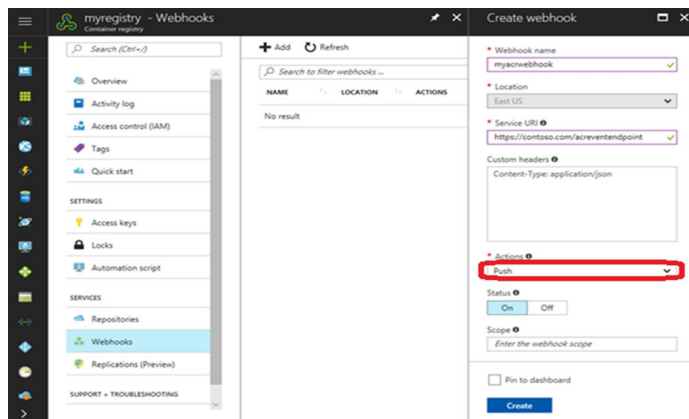 myregistry - Webhooks
Container registry
Search (Ctrl+/)
Overview
Activity log
Access control (IAM)
Tags
Quick start
SETTINGS
Access keys
Locks
Automation script
SERVICES
Repositories
Webhooks
Replications (Preview)
SUPPORT + TROUBLESHOOTING
Add Refresh
Search to filter webhooks ...
NAME LOCATION ACTIONS
No result
Create webhook
* Webhook name
myacrwebhook
* Location
East US
* Service URI
https://contoso.com/acreventendpoint
Custom headers
Content-Type: application/json
* Actions
Push
Status
On Off
Scope
Enter the webhook scope
Pin to dashboard
Create